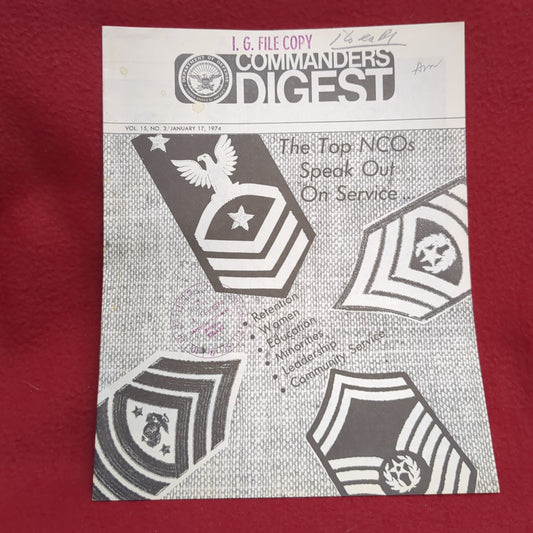 I. G. FILE COPY
COMMANDERS
DIGEST
VOL. 15, NO. 3/JANUARY 17, 1974
The Top NCOs
Speak Out
On Service ...
• Retention
• Women
• Education
• Minorities
• Leadership
• Community Service